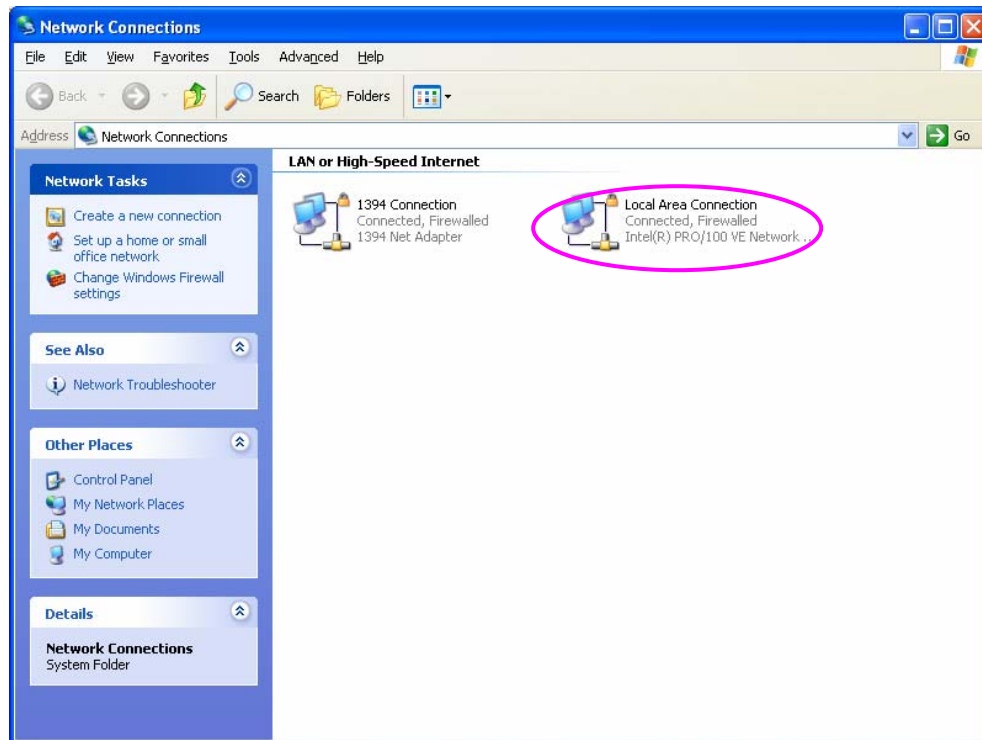 Network Connections
File Edit View Favorites Tools Advanced Help
Back Search Folders
Address Network Connections Go
Network Tasks
Create a new connection
Set up a home or small
office network
Change Windows Firewall
settings
See Also
Network Troubleshooter
Other Places
Control Panel
My Network Places
My Documents
My Computer
Details
Network Connections
System Folder
LAN or High-Speed Internet
1394 Connection
Connected, Firewalled
1394 Net Adapter
Local Area Connection
Connected, Firewalled
Intel(R) PRO/100 VE Network ...